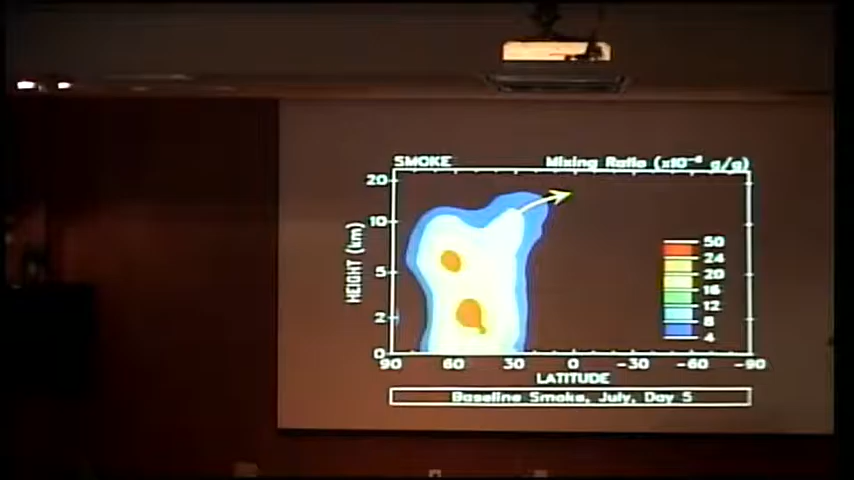 SMOKE Mixing Ratio (x10⁻⁸ g/g)
20
10
5
2
0
HEIGHT (km)
50
24
20
16
12
8
4
90 60 30 0 -30 -60 -90
LATITUDE
Baseline Smoke, July, Day 5